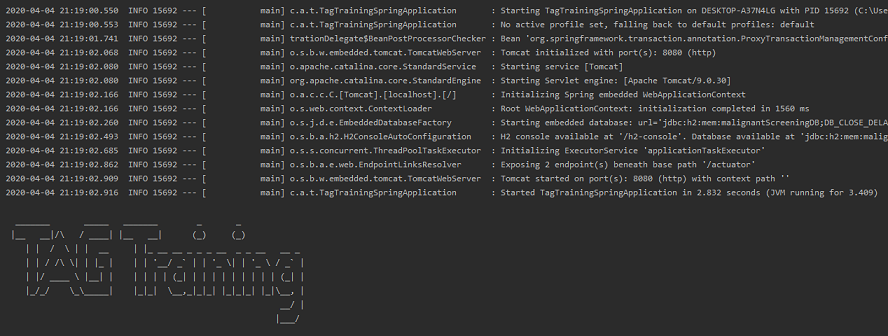 2020-04-04 21:19:00.550  INFO 15692 --- [           main] c.a.t.TagTrainingSpringApplication       : Starting TagTrainingSpringApplication on DESKTOP-A37N4LG with PID 15692 (C:\Use
2020-04-04 21:19:00.553  INFO 15692 --- [           main] c.a.t.TagTrainingSpringApplication       : No active profile set, falling back to default profiles: default
2020-04-04 21:19:01.741  INFO 15692 --- [           main] trationDelegate$BeanPostProcessorChecker : Bean 'org.springframework.transaction.annotation.ProxyTransactionManagementConf
2020-04-04 21:19:02.068  INFO 15692 --- [           main] o.s.b.w.embedded.tomcat.TomcatWebServer  : Tomcat initialized with port(s): 8080 (http)
2020-04-04 21:19:02.080  INFO 15692 --- [           main] o.apache.catalina.core.StandardService   : Starting service [Tomcat]
2020-04-04 21:19:02.080  INFO 15692 --- [           main] org.apache.catalina.core.StandardEngine  : Starting Servlet engine: [Apache Tomcat/9.0.30]
2020-04-04 21:19:02.166  INFO 15692 --- [           main] o.a.c.c.C.[Tomcat].[localhost].[/]       : Initializing Spring embedded WebApplicationContext
2020-04-04 21:19:02.166  INFO 15692 --- [           main] o.s.web.context.ContextLoader            : Root WebApplicationContext: initialization completed in 1560 ms
2020-04-04 21:19:02.260  INFO 15692 --- [           main] o.s.j.d.e.EmbeddedDatabaseFactory        : Starting embedded database: url='jdbc:h2:mem:malignantScreeningDB;DB_CLOSE_DELA
2020-04-04 21:19:02.493  INFO 15692 --- [           main] o.s.b.a.h2.H2ConsoleAutoConfiguration    : H2 console available at '/h2-console'. Database available at 'jdbc:h2:mem:malig
2020-04-04 21:19:02.685  INFO 15692 --- [           main] o.s.s.concurrent.ThreadPoolTaskExecutor  : Initializing ExecutorService 'applicationTaskExecutor'
2020-04-04 21:19:02.862  INFO 15692 --- [           main] o.s.b.a.e.web.EndpointLinksResolver      : Exposing 2 endpoint(s) beneath base path '/actuator'
2020-04-04 21:19:02.909  INFO 15692 --- [           main] o.s.b.w.embedded.tomcat.TomcatWebServer  : Tomcat started on port(s): 8080 (http) with context path ''
2020-04-04 21:19:02.916  INFO 15692 --- [           main] c.a.t.TagTrainingSpringApplication       : Started TagTrainingSpringApplication in 2.832 seconds (JVM running for 3.409)
TAG Training